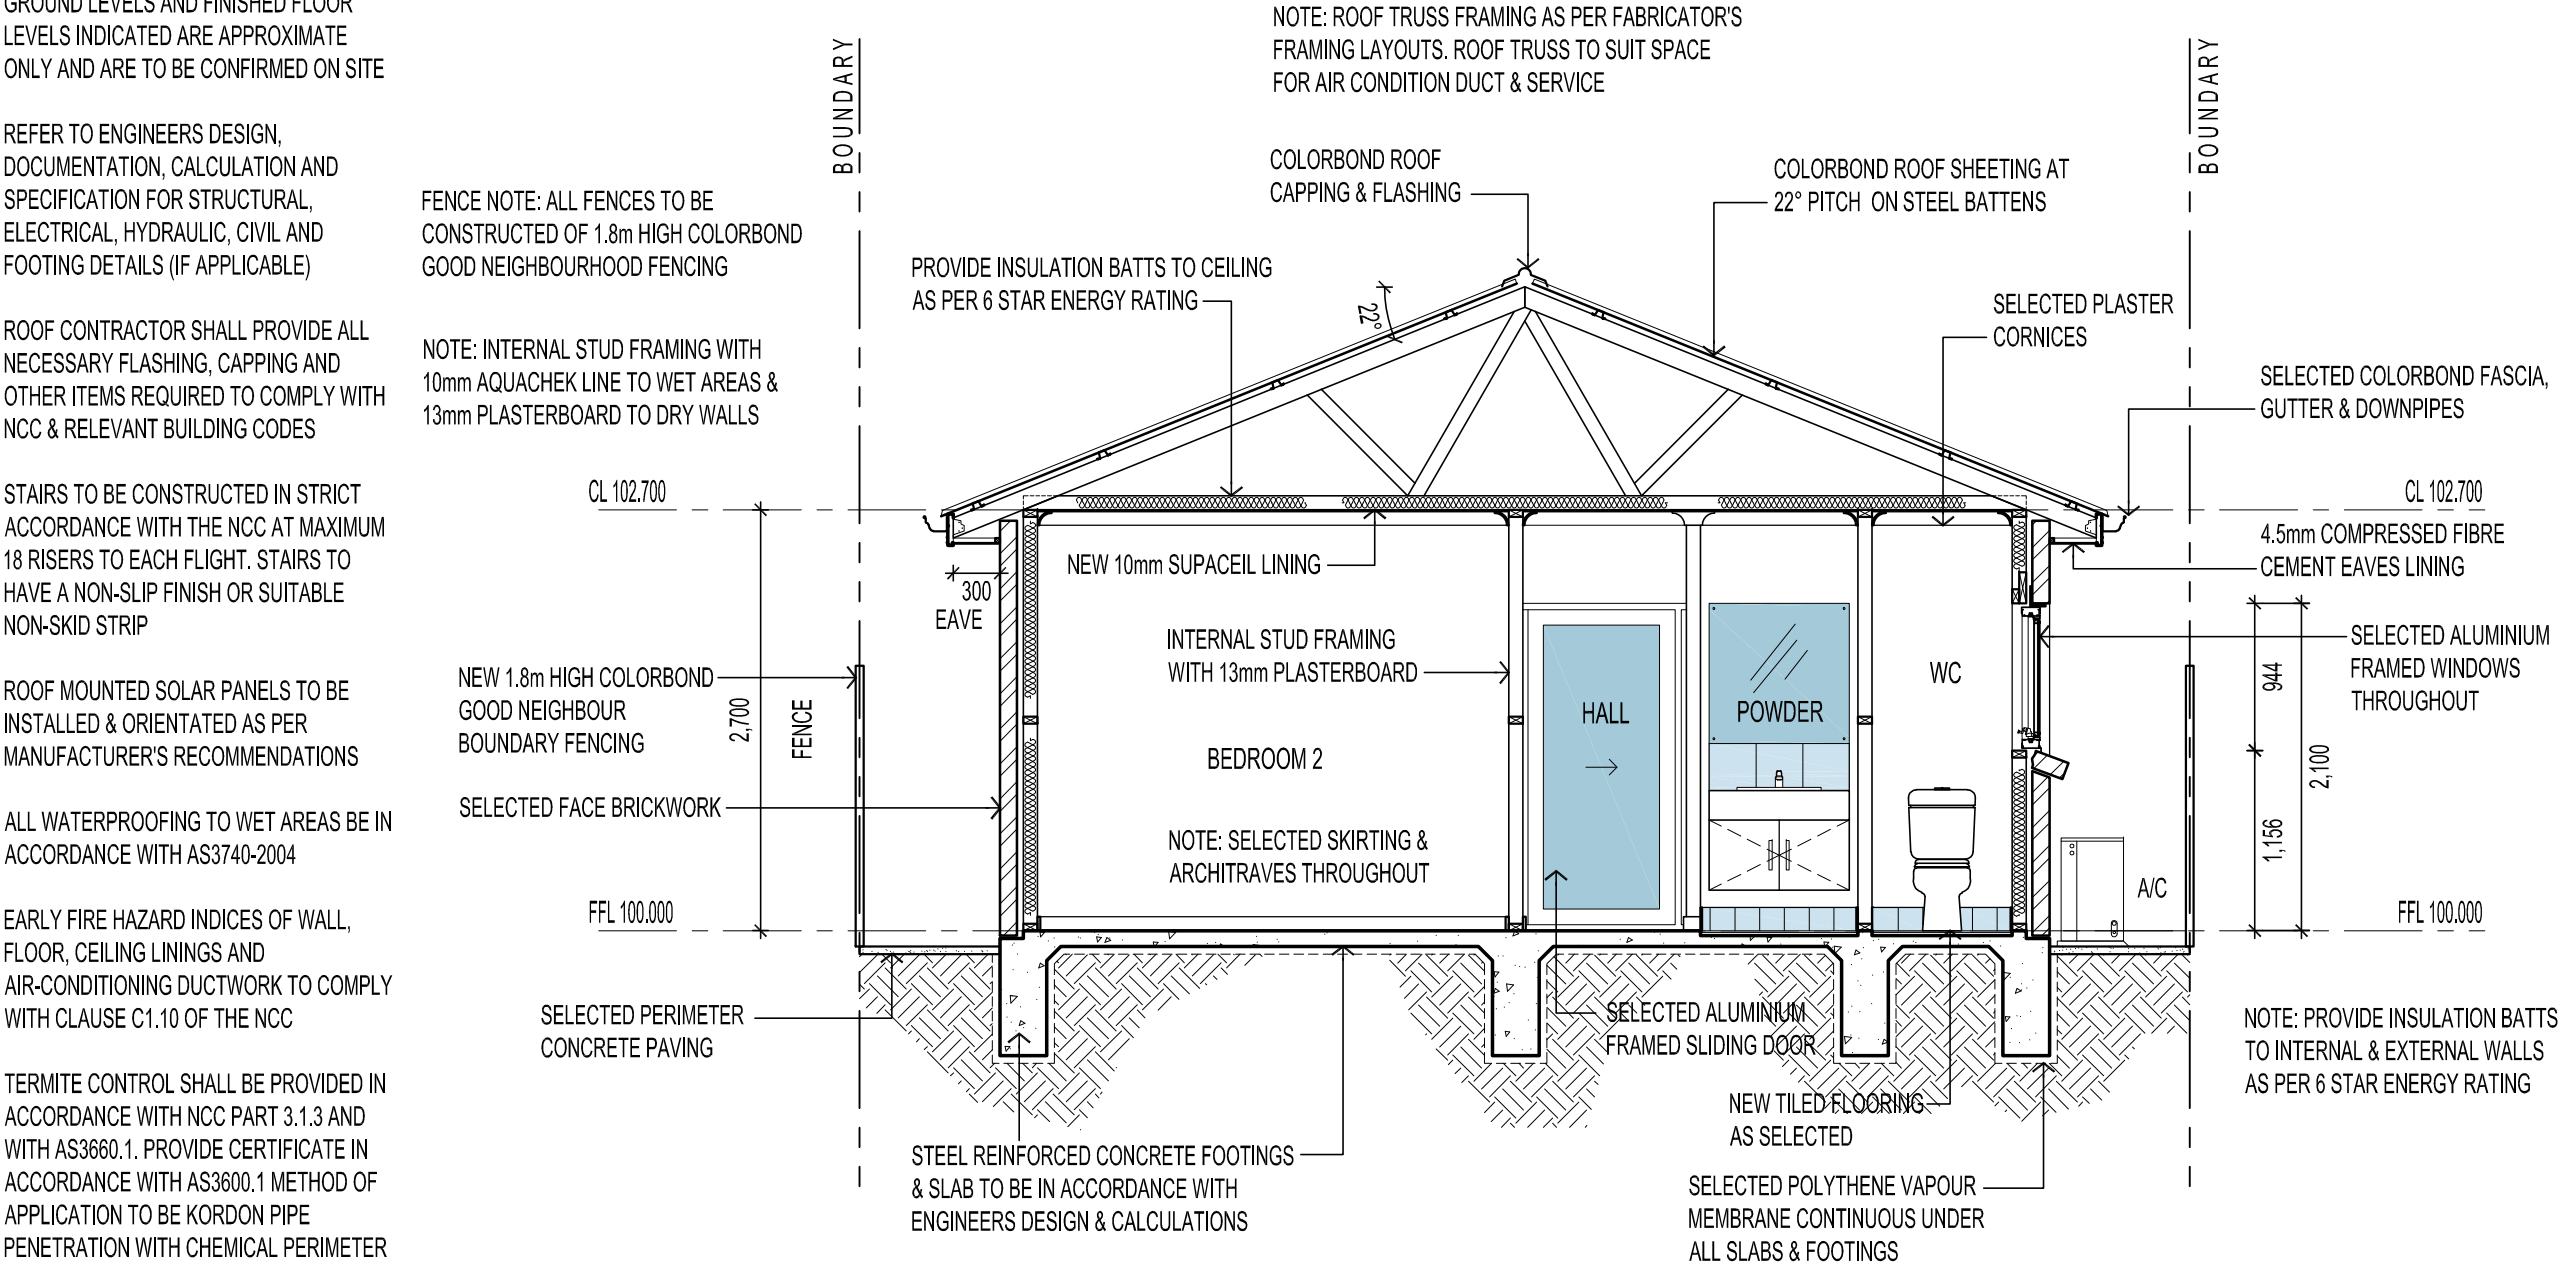 GROUND LEVELS AND FINISHED FLOOR
LEVELS INDICATED ARE APPROXIMATE
ONLY AND ARE TO BE CONFIRMED ON SITE
REFER TO ENGINEERS DESIGN,
DOCUMENTATION, CALCULATION AND
SPECIFICATION FOR STRUCTURAL,
ELECTRICAL, HYDRAULIC, CIVIL AND
FOOTING DETAILS (IF APPLICABLE)
ROOF CONTRACTOR SHALL PROVIDE ALL
NECESSARY FLASHING, CAPPING AND
OTHER ITEMS REQUIRED TO COMPLY WITH
NCC & RELEVANT BUILDING CODES
STAIRS TO BE CONSTRUCTED IN STRICT
ACCORDANCE WITH THE NCC AT MAXIMUM
18 RISERS TO EACH FLIGHT. STAIRS TO
HAVE A NON-SLIP FINISH OR SUITABLE
NON-SKID STRIP
ROOF MOUNTED SOLAR PANELS TO BE
INSTALLED & ORIENTATED AS PER
MANUFACTURER'S RECOMMENDATIONS
ALL WATERPROOFING TO WET AREAS BE IN
ACCORDANCE WITH AS3740-2004
EARLY FIRE HAZARD INDICES OF WALL,
FLOOR, CEILING LININGS AND
AIR-CONDITIONING DUCTWORK TO COMPLY
WITH CLAUSE C1.10 OF THE NCC
TERMITE CONTROL SHALL BE PROVIDED IN
ACCORDANCE WITH NCC PART 3.1.3 AND
WITH AS3660.1. PROVIDE CERTIFICATE IN
ACCORDANCE WITH AS3600.1 METHOD OF
APPLICATION TO BE KORDON PIPE
PENETRATION WITH CHEMICAL PERIMETER
FENCE NOTE: ALL FENCES TO BE
CONSTRUCTED OF 1.8m HIGH COLORBOND
GOOD NEIGHBOURHOOD FENCING
NOTE: INTERNAL STUD FRAMING WITH
10mm AQUACHEK LINE TO WET AREAS &
13mm PLASTERBOARD TO DRY WALLS
CL 102.700
NEW 1.8m HIGH COLORBOND
GOOD NEIGHBOUR
BOUNDARY FENCING
2,700
FENCE
SELECTED FACE BRICKWORK
FFL 100.000
SELECTED PERIMETER
CONCRETE PAVING
BOUNDARY
NOTE: ROOF TRUSS FRAMING AS PER FABRICATOR'S
FRAMING LAYOUTS. ROOF TRUSS TO SUIT SPACE
FOR AIR CONDITION DUCT & SERVICE
COLORBOND ROOF
CAPPING & FLASHING
COLORBOND ROOF SHEETING AT
22° PITCH ON STEEL BATTENS
PROVIDE INSULATION BATTS TO CEILING
AS PER 6 STAR ENERGY RATING
22°
SELECTED PLASTER
CORNICES
NEW 10mm SUPACEIL LINING
300
EAVE
INTERNAL STUD FRAMING
WITH 13mm PLASTERBOARD
BEDROOM 2
NOTE: SELECTED SKIRTING &
ARCHITRAVES THROUGHOUT
HALL
POWDER
WC
A/C
SELECTED ALUMINIUM
FRAMED SLIDING DOOR
NEW TILED FLOORING
AS SELECTED
STEEL REINFORCED CONCRETE FOOTINGS
& SLAB TO BE IN ACCORDANCE WITH
ENGINEERS DESIGN & CALCULATIONS
SELECTED POLYTHENE VAPOUR
MEMBRANE CONTINUOUS UNDER
ALL SLABS & FOOTINGS
BOUNDARY
SELECTED COLORBOND FASCIA,
GUTTER & DOWNPIPES
CL 102.700
4.5mm COMPRESSED FIBRE
CEMENT EAVES LINING
SELECTED ALUMINIUM
FRAMED WINDOWS
THROUGHOUT
944
2,100
1,156
FFL 100.000
NOTE: PROVIDE INSULATION BATTS
TO INTERNAL & EXTERNAL WALLS
AS PER 6 STAR ENERGY RATING